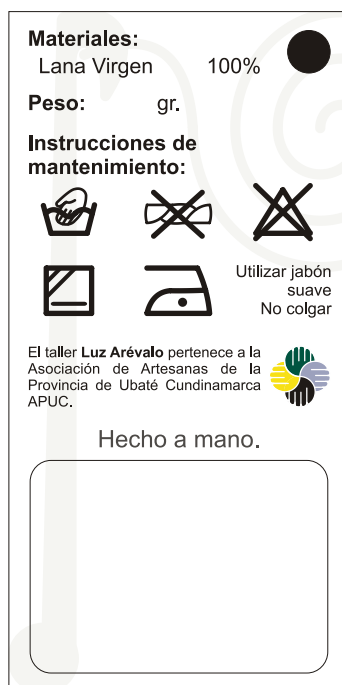 Materiales:
Lana Virgen 100%
Peso: gr.
Instrucciones de
mantenimiento:
Utilizar jabón
suave
No colgar
El taller Luz Arévalo pertenece a la
Asociación de Artesanas de la
Provincia de Ubaté Cundinamarca
APUC.
Hecho a mano.